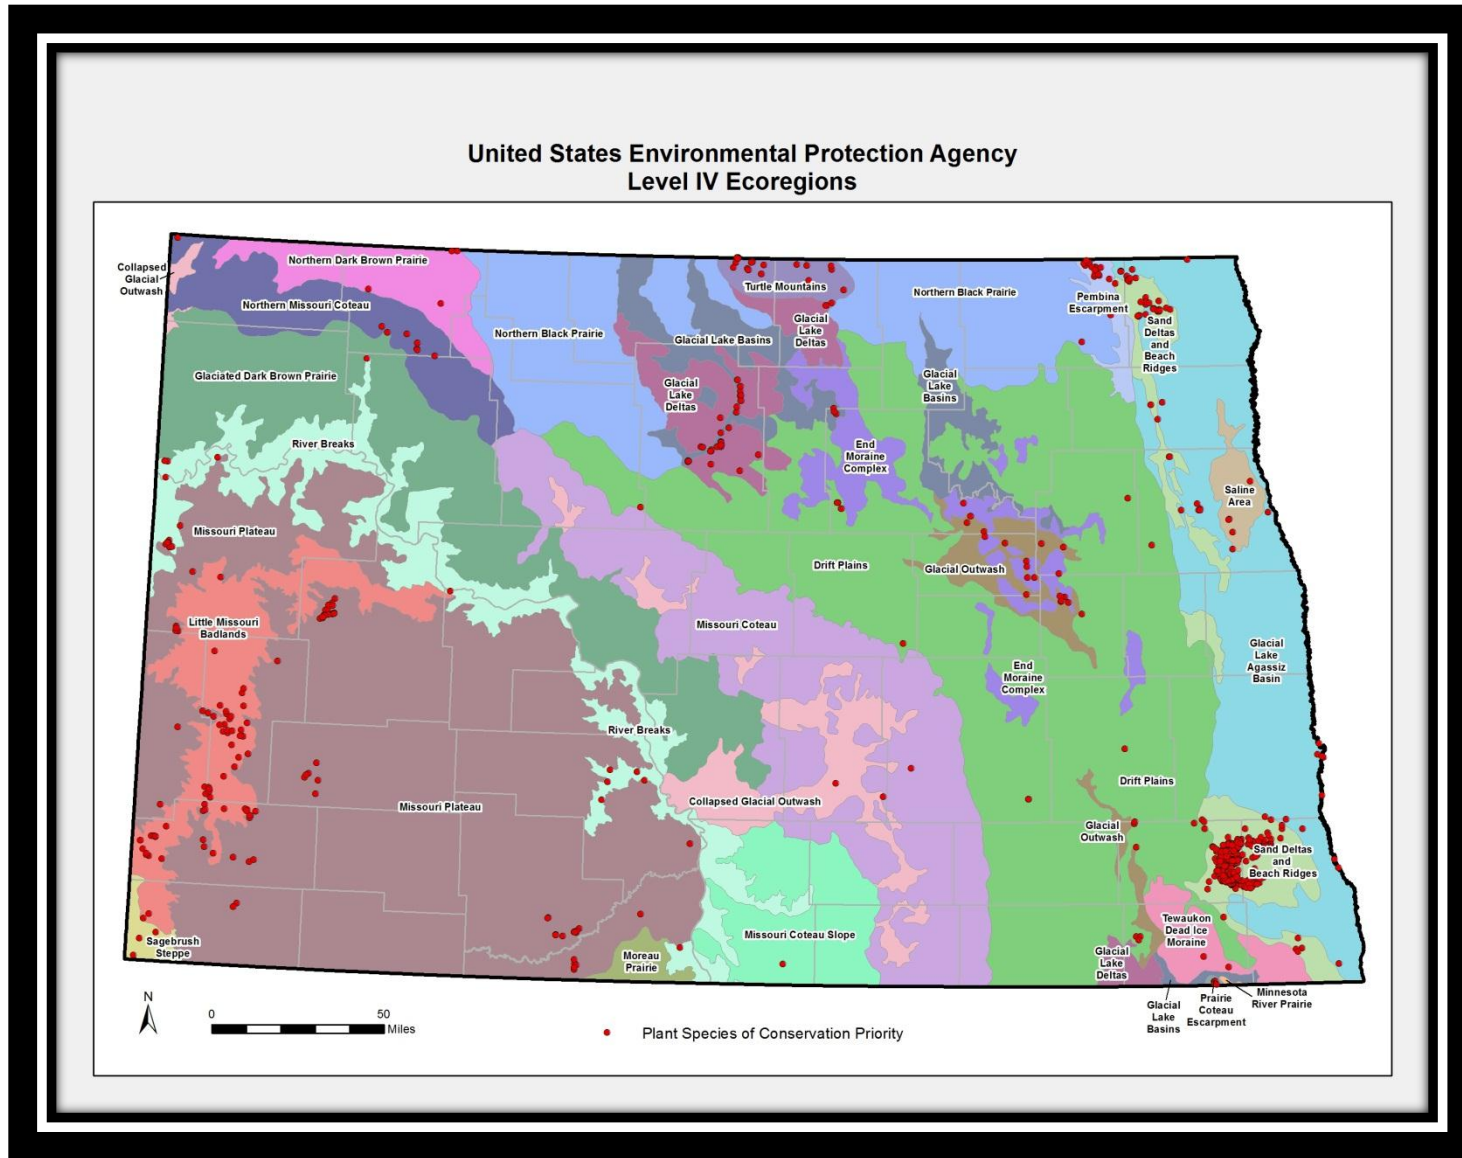 United States Environmental Protection Agency
Level IV Ecoregions
Collapsed
Glacial
Outwash
Northern Dark Brown Prairie
Northern Missouri Coteau
Northern Black Prairie
Turtle Mountains
Glacial
Lake
Deltas
Glacial Lake Basins
Northern Black Prairie
Pembina
Escarpment
Sand
Deltas
and
Beach
Ridges
Glaciated Dark Brown Prairie
Glacial
Lake
Deltas
Glacial
Lake
Basins
River Breaks
End
Moraine
Complex
Saline
Area
Missouri Plateau
Drift Plains
Glacial Outwash
Little Missouri
Badlands
Missouri Coteau
End
Moraine
Complex
Glacial
Lake
Agassiz
Basin
River Breaks
Missouri Plateau
Collapsed Glacial Outwash
Drift Plains
Glacial
Outwash
Sand Deltas
and
Beach Ridges
Sagebrush
Steppe
Moreau
Prairie
Missouri Coteau Slope
Tewaukon
Dead Ice
Moraine
Glacial
Lake
Deltas
Glacial
Lake
Basins
Prairie
Coteau
Escarpment
Minnesota
River Prairie
N
0 50
Miles
Plant Species of Conservation Priority